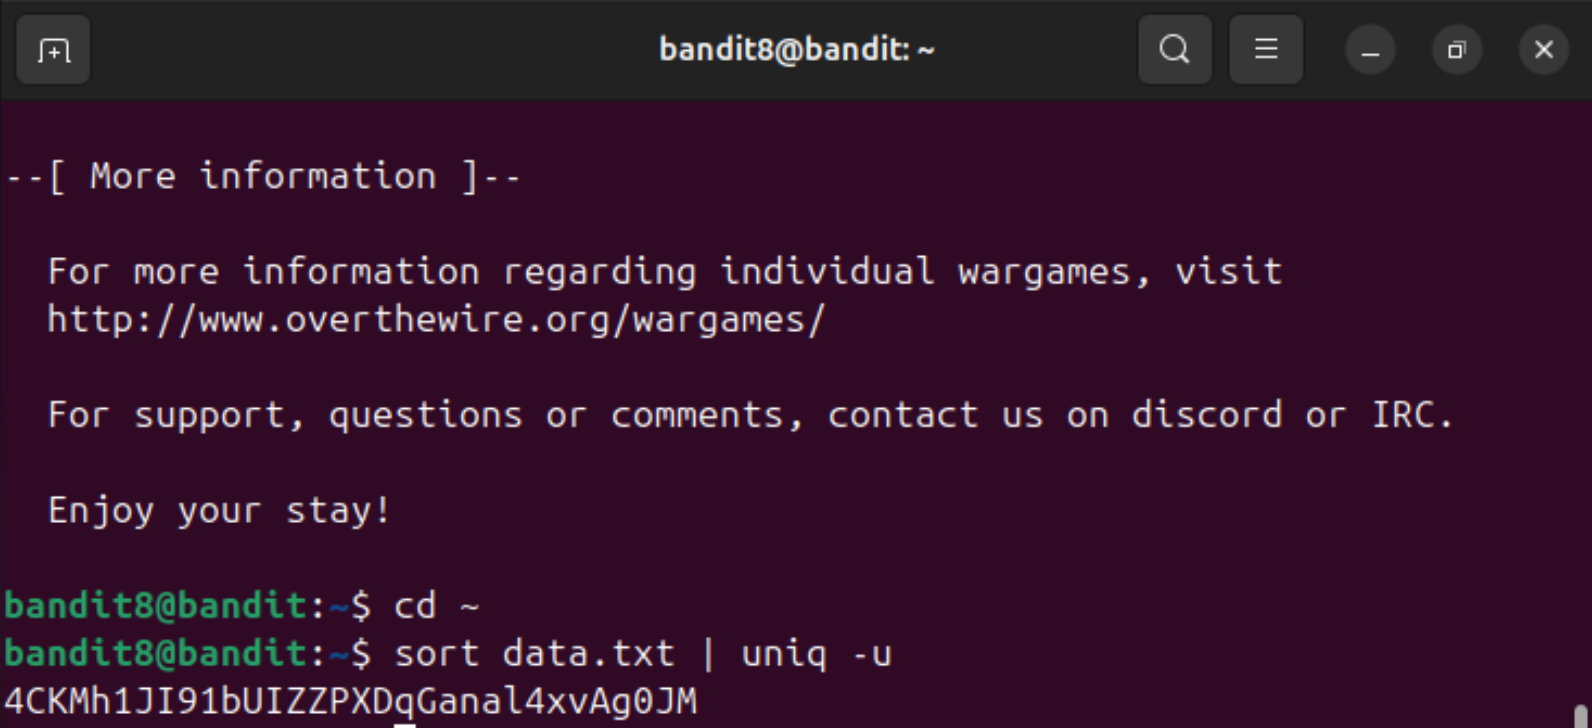 bandit8@bandit: ~
--[ More information ]--
For more information regarding individual wargames, visit
http://www.overthewire.org/wargames/
For support, questions or comments, contact us on discord or IRC.
Enjoy your stay!
bandit8@bandit:~$ cd ~
bandit8@bandit:~$ sort data.txt | uniq -u
4CKMh1JI91bUIZZPXDqGanal4xvAg0JM